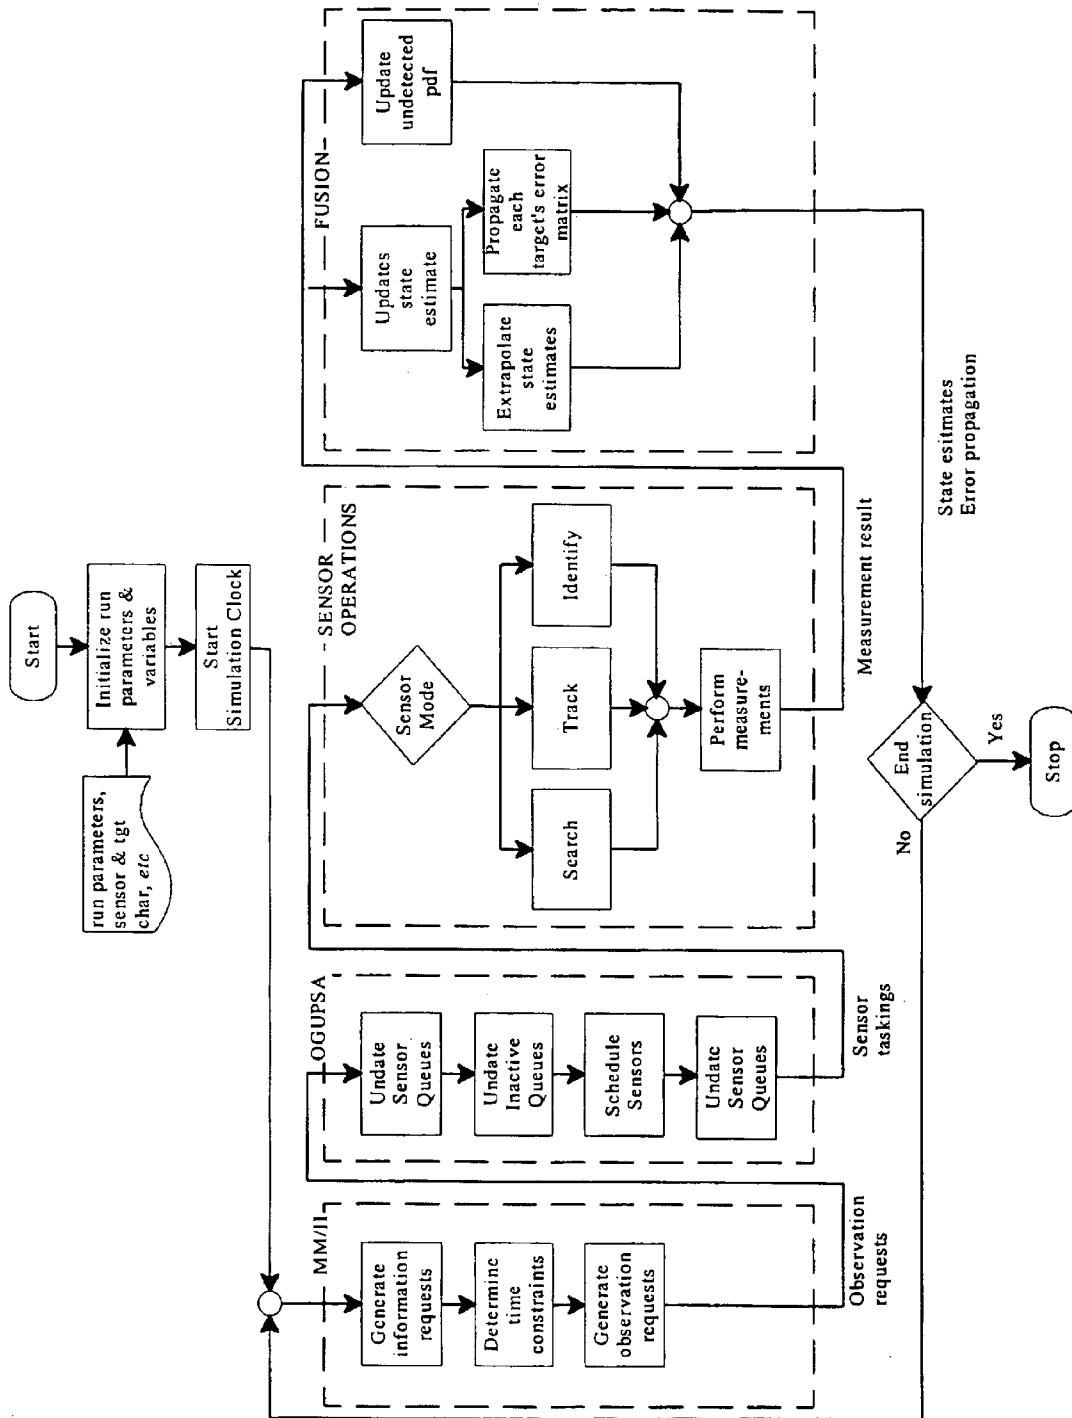 Start
Initialize run
parameters &
variables
run parameters,
sensor & tgt
char, etc
Start
Simulation Clock
MM/II
Generate
information
requests
Determine
time
constraints
Generate
observation
requests
Observation
requests
OGUPSA
Undate
Sensor
Queues
Undate
Inactive
Queues
Schedule
Sensors
Undate
Sensor
Queues
Sensor
taskings
SENSOR
OPERATIONS
Sensor
Mode
Search
Track
Identify
Perform
measure-
ments
Measurement result
FUSION
Updates
state
estimate
Update
undetected
pdf
Extrapolate
state
estimates
Propagate
each
target's error
matrix
State esitmates
Error propagation
End
simulation
No
Yes
Stop